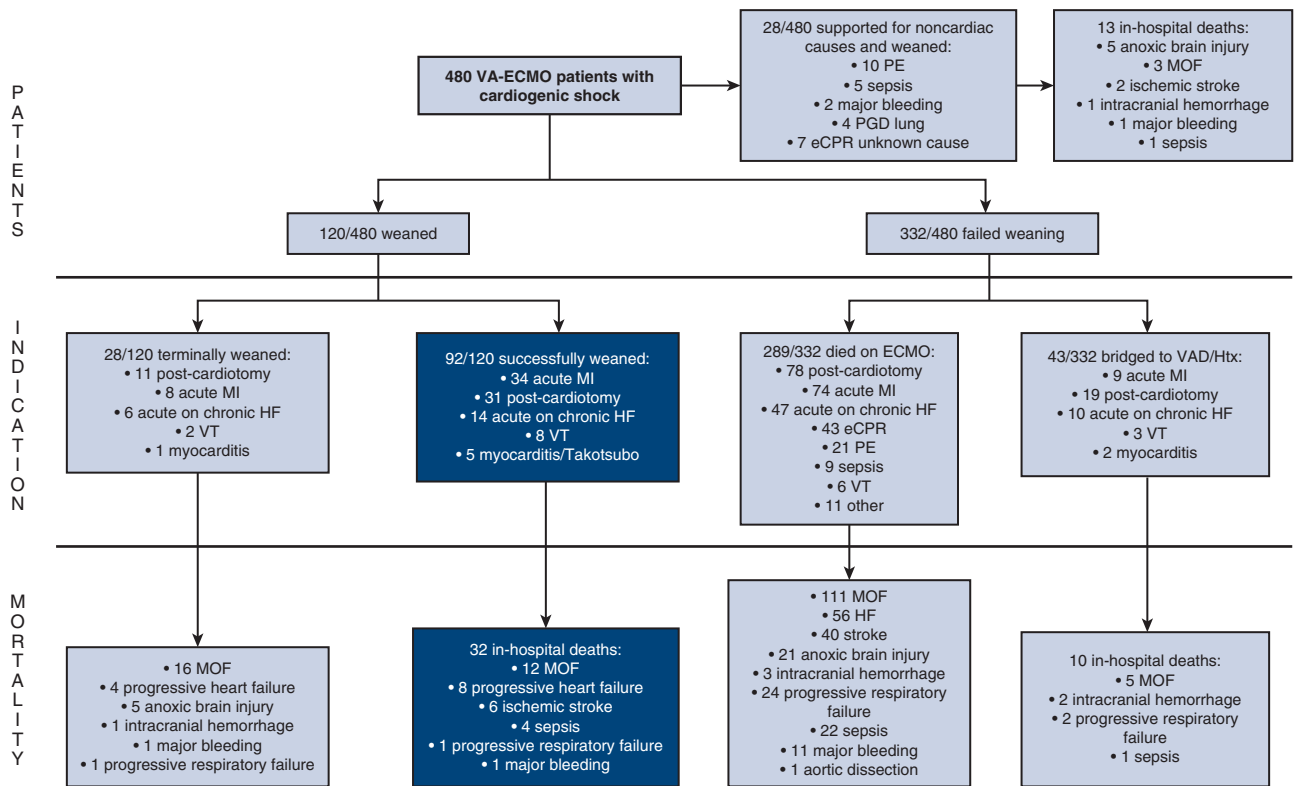 PATIENTS
480 VA-ECMO patients with
cardiogenic shock
28/480 supported for noncardiac
causes and weaned:
• 10 PE
• 5 sepsis
• 2 major bleeding
• 4 PGD lung
• 7 eCPR unknown cause
13 in-hospital deaths:
• 5 anoxic brain injury
• 3 MOF
• 2 ischemic stroke
• 1 intracranial hemorrhage
• 1 major bleeding
• 1 sepsis
120/480 weaned
332/480 failed weaning
INDICATION
28/120 terminally weaned:
• 11 post-cardiotomy
• 8 acute MI
• 6 acute on chronic HF
• 2 VT
• 1 myocarditis
92/120 successfully weaned:
• 34 acute MI
• 31 post-cardiotomy
• 14 acute on chronic HF
• 8 VT
• 5 myocarditis/Takotsubo
289/332 died on ECMO:
• 78 post-cardiotomy
• 74 acute MI
• 47 acute on chronic HF
• 43 eCPR
• 21 PE
• 9 sepsis
• 6 VT
• 11 other
43/332 bridged to VAD/Htx:
• 9 acute MI
• 19 post-cardiotomy
• 10 acute on chronic HF
• 3 VT
• 2 myocarditis
MORTALITY
• 16 MOF
• 4 progressive heart failure
• 5 anoxic brain injury
• 1 intracranial hemorrhage
• 1 major bleeding
• 1 progressive respiratory failure
32 in-hospital deaths:
• 12 MOF
• 8 progressive heart failure
• 6 ischemic stroke
• 4 sepsis
• 1 progressive respiratory failure
• 1 major bleeding
• 111 MOF
• 56 HF
• 40 stroke
• 21 anoxic brain injury
• 3 intracranial hemorrhage
• 24 progressive respiratory
failure
• 22 sepsis
• 11 major bleeding
• 1 aortic dissection
10 in-hospital deaths:
• 5 MOF
• 2 intracranial hemorrhage
• 2 progressive respiratory
failure
• 1 sepsis